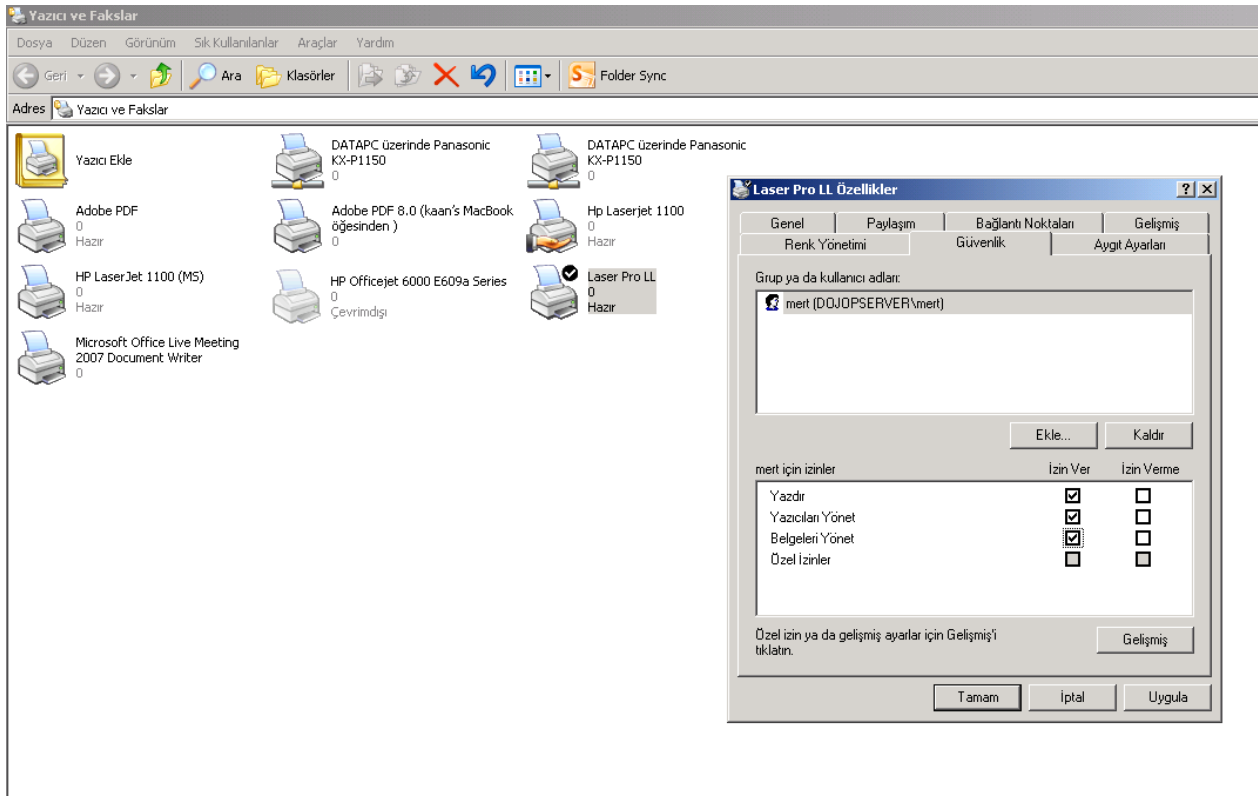 Yazıcı ve Fakslar
Dosya Düzen Görünüm Sık Kullanılanlar Araçlar Yardım
Geri Ara Klasörler Folder Sync
Adres Yazıcı ve Fakslar
Yazıcı Ekle
DATAPC üzerinde Panasonic
KX-P1150
0
DATAPC üzerinde Panasonic
KX-P1150
0
Adobe PDF
0
Hazır
Adobe PDF 8.0 (kaan's MacBook
öğesinden )
0
Hp Laserjet 1100
0
Hazır
HP LaserJet 1100 (MS)
0
Hazır
HP Officejet 6000 E609a Series
0
Çevrimdışı
Laser Pro LL
0
Hazır
Microsoft Office Live Meeting
2007 Document Writer
0
Laser Pro LL Özellikler
Genel Paylaşım Bağlantı Noktaları Gelişmiş
Renk Yönetimi Güvenlik Aygıt Ayarları
Grup ya da kullanıcı adları:
mert (DOJOPSERVER\mert)
Ekle... Kaldır
mert için izinler İzin Ver İzin Verme
Yazdır
Yazıcıları Yönet
Belgeleri Yönet
Özel İzinler
Özel izin ya da gelişmiş ayarlar için Gelişmiş'i
tıklatın.
Gelişmiş
Tamam İptal Uygula